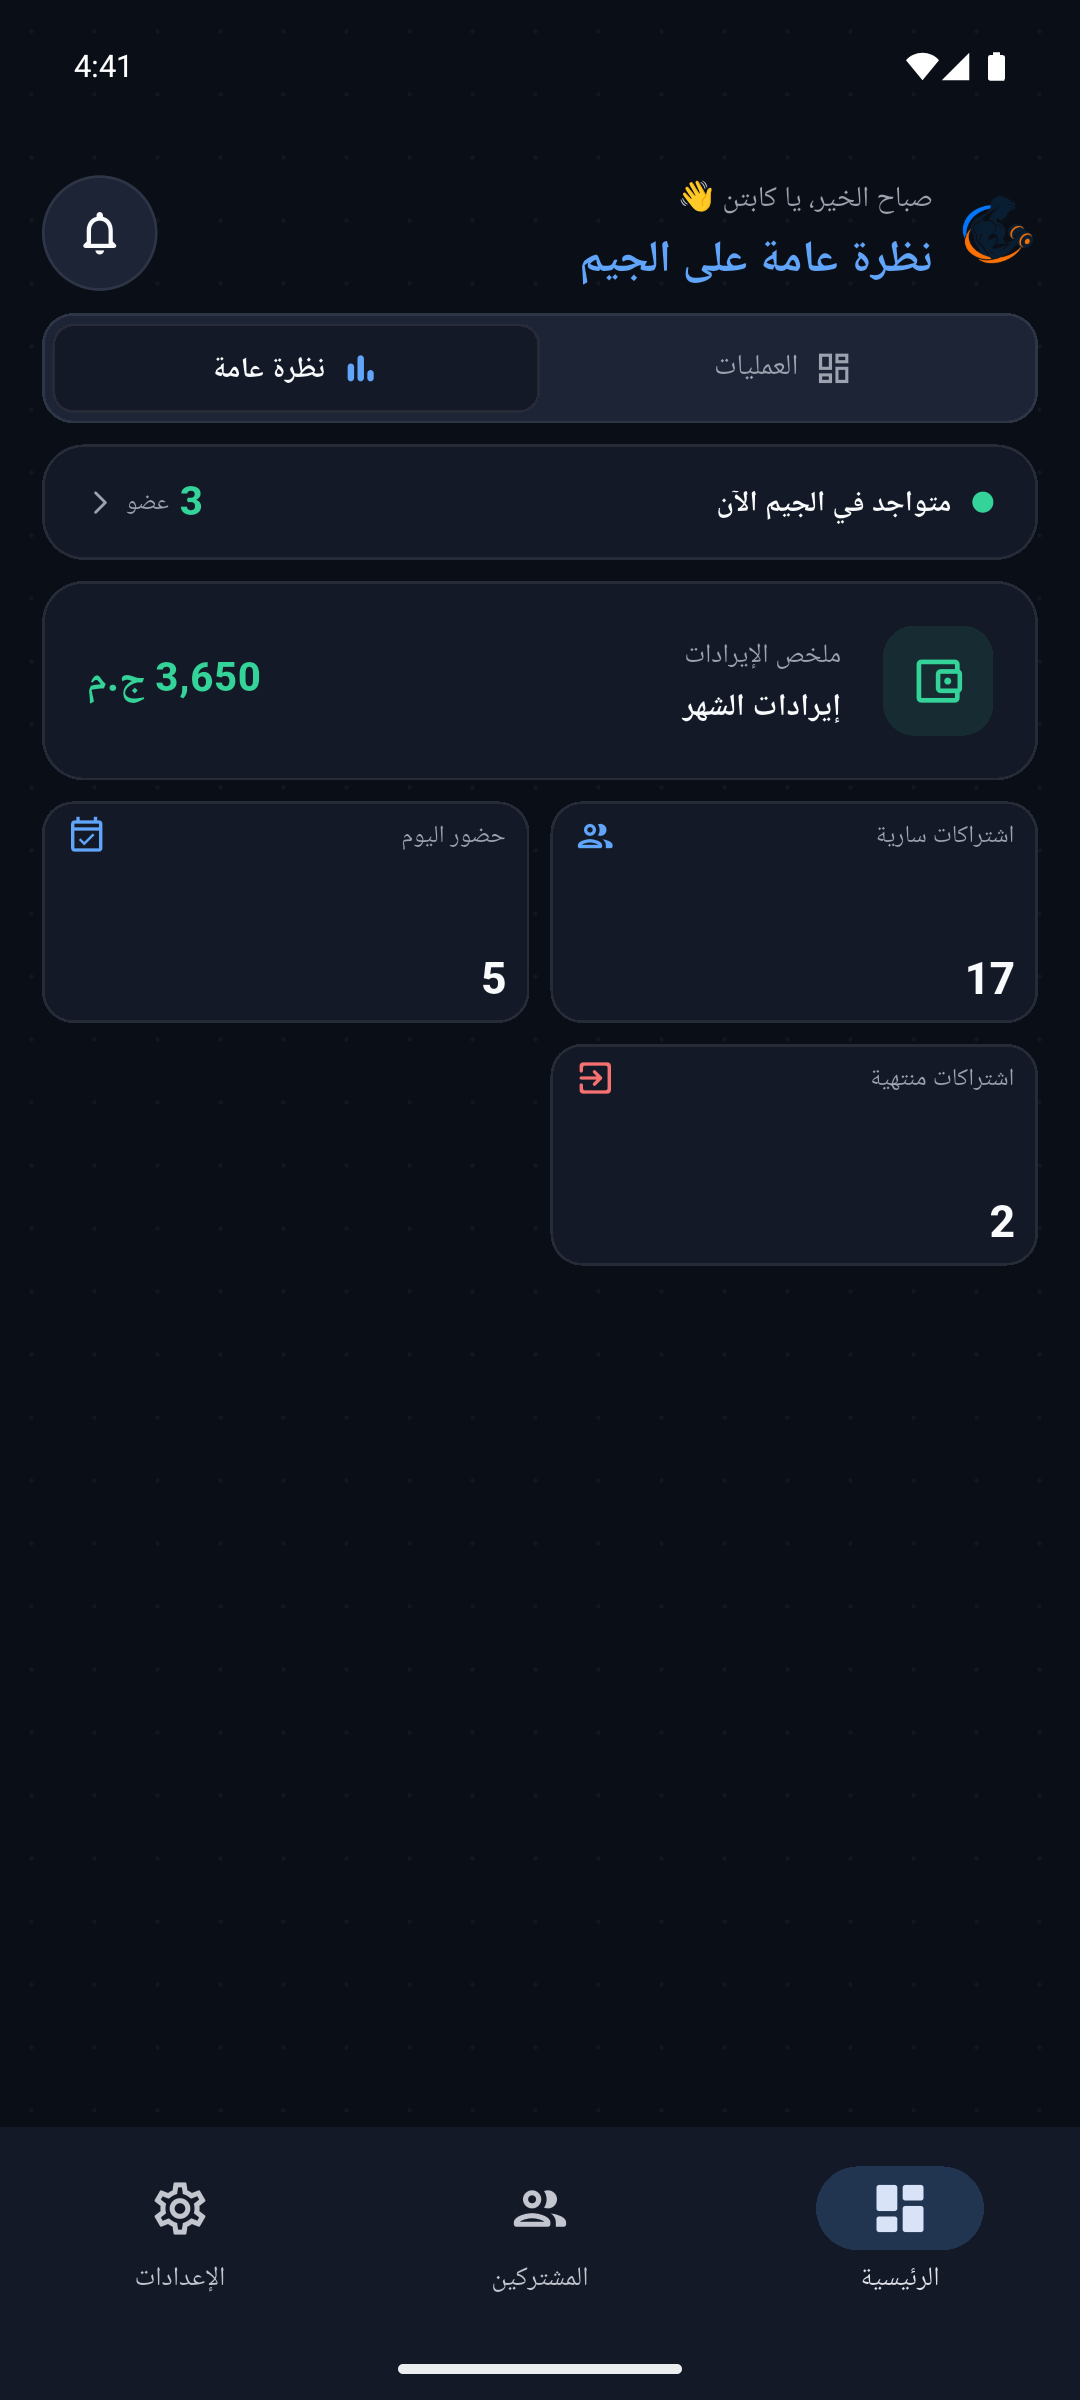 4:41
صباح الخير، يا كابتن 👋
نظرة عامة على الجيم
العمليات
نظرة عامة
متواجد في الجيم الآن
3 عضو
ملخص الإيرادات
إيرادات الشهر
3,650 ج.م
اشتراكات سارية
17
حضور اليوم
5
اشتراكات منتهية
2
الرئيسية
المشتركين
الإعدادات